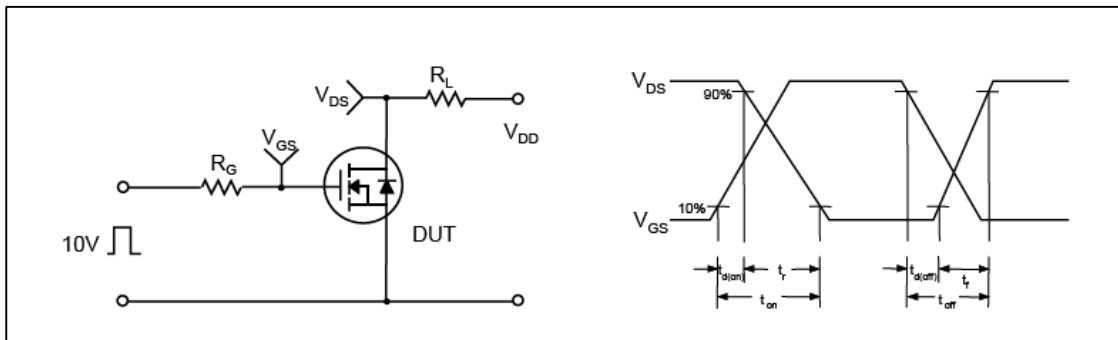 R_L
V_DS
V_DD
V_GS
R_G
10V
DUT
V_DS
90%
V_GS
10%
t_d(on)
t_r
t_d(off)
t_f
t_on
t_off